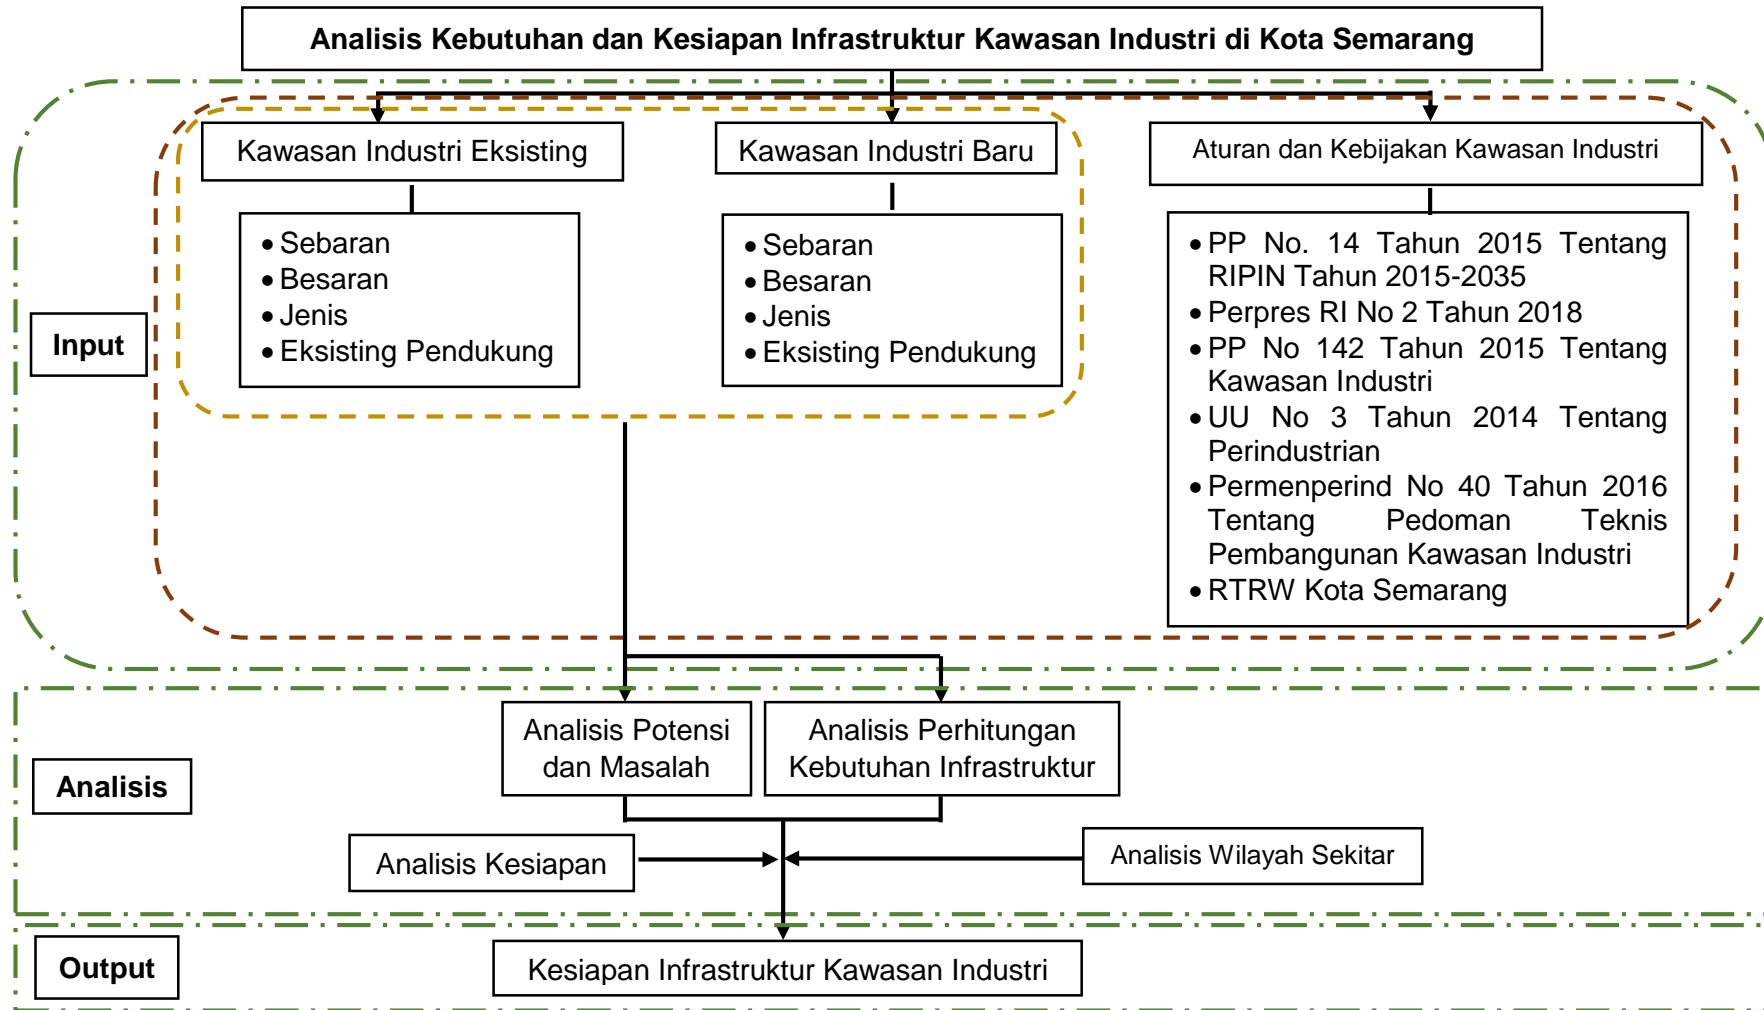 Analisis Kebutuhan dan Kesiapan Infrastruktur Kawasan Industri di Kota Semarang
Input
Kawasan Industri Eksisting
• Sebaran
• Besaran
• Jenis
• Eksisting Pendukung
Kawasan Industri Baru
• Sebaran
• Besaran
• Jenis
• Eksisting Pendukung
Aturan dan Kebijakan Kawasan Industri
• PP No. 14 Tahun 2015 Tentang
RIPIN Tahun 2015-2035
• Perpres RI No 2 Tahun 2018
• PP No 142 Tahun 2015 Tentang
Kawasan Industri
• UU No 3 Tahun 2014 Tentang
Perindustrian
• Permenperind No 40 Tahun 2016
Tentang Pedoman Teknis
Pembangunan Kawasan Industri
• RTRW Kota Semarang
Analisis
Analisis Potensi
dan Masalah
Analisis Perhitungan
Kebutuhan Infrastruktur
Analisis Kesiapan
Analisis Wilayah Sekitar
Output
Kesiapan Infrastruktur Kawasan Industri